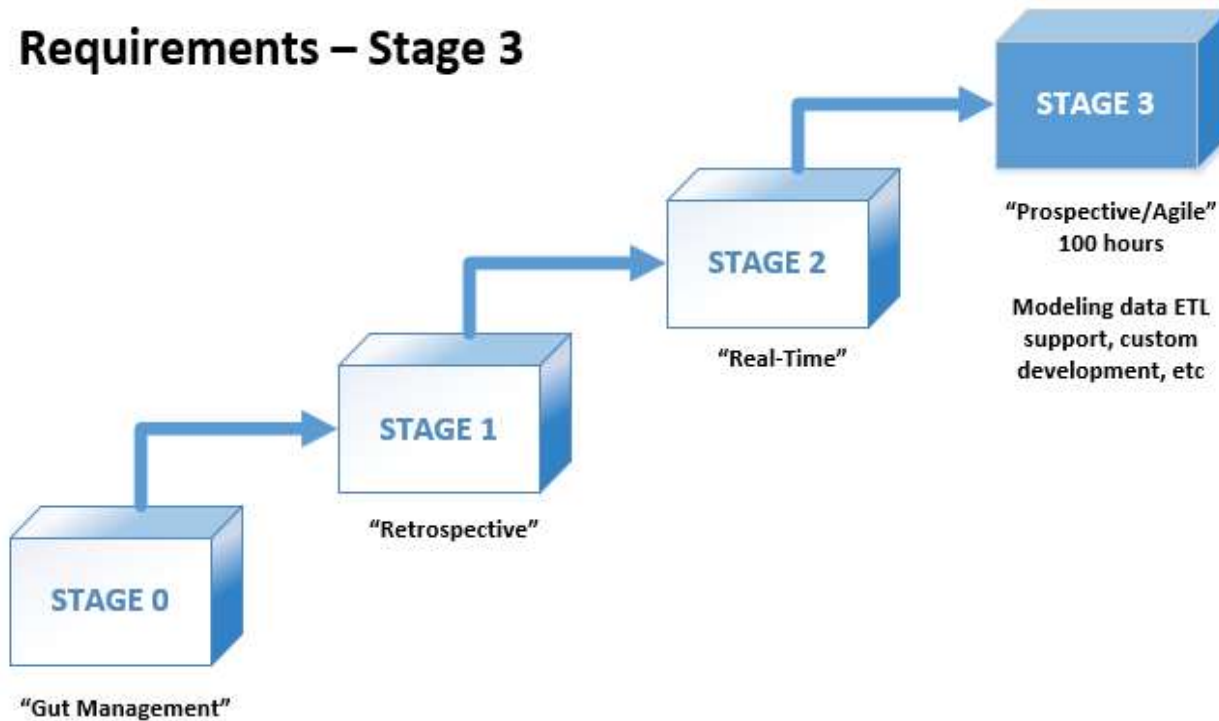 Requirements – Stage 3
STAGE 3
“Prospective/Agile”
100 hours
Modeling data ETL
support, custom
development, etc
STAGE 2
“Real-Time”
STAGE 1
“Retrospective”
STAGE 0
“Gut Management”